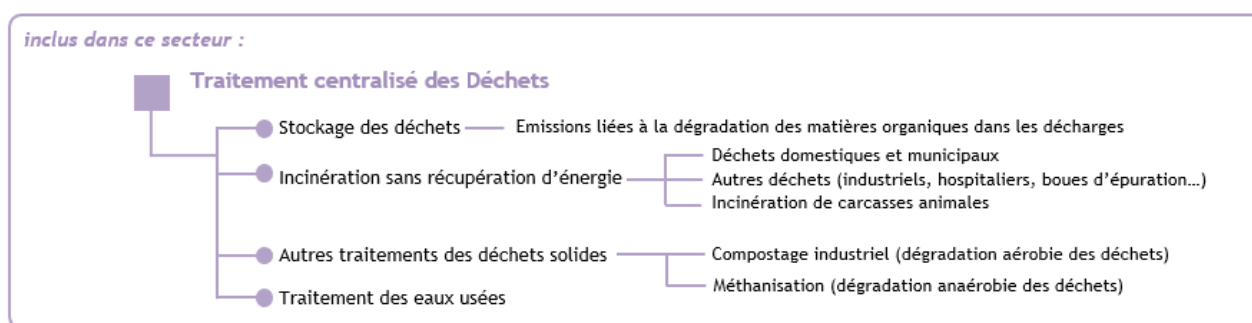 inclus dans ce secteur :
Traitement centralisé des Déchets
Stockage des déchets
Emissions liées à la dégradation des matières organiques dans les décharges
Incinération sans récupération d'énergie
Déchets domestiques et municipaux
Autres déchets (industriels, hospitaliers, boues d'épuration…)
Incinération de carcasses animales
Autres traitements des déchets solides
Compostage industriel (dégradation aérobie des déchets)
Méthanisation (dégradation anaérobie des déchets)
Traitement des eaux usées